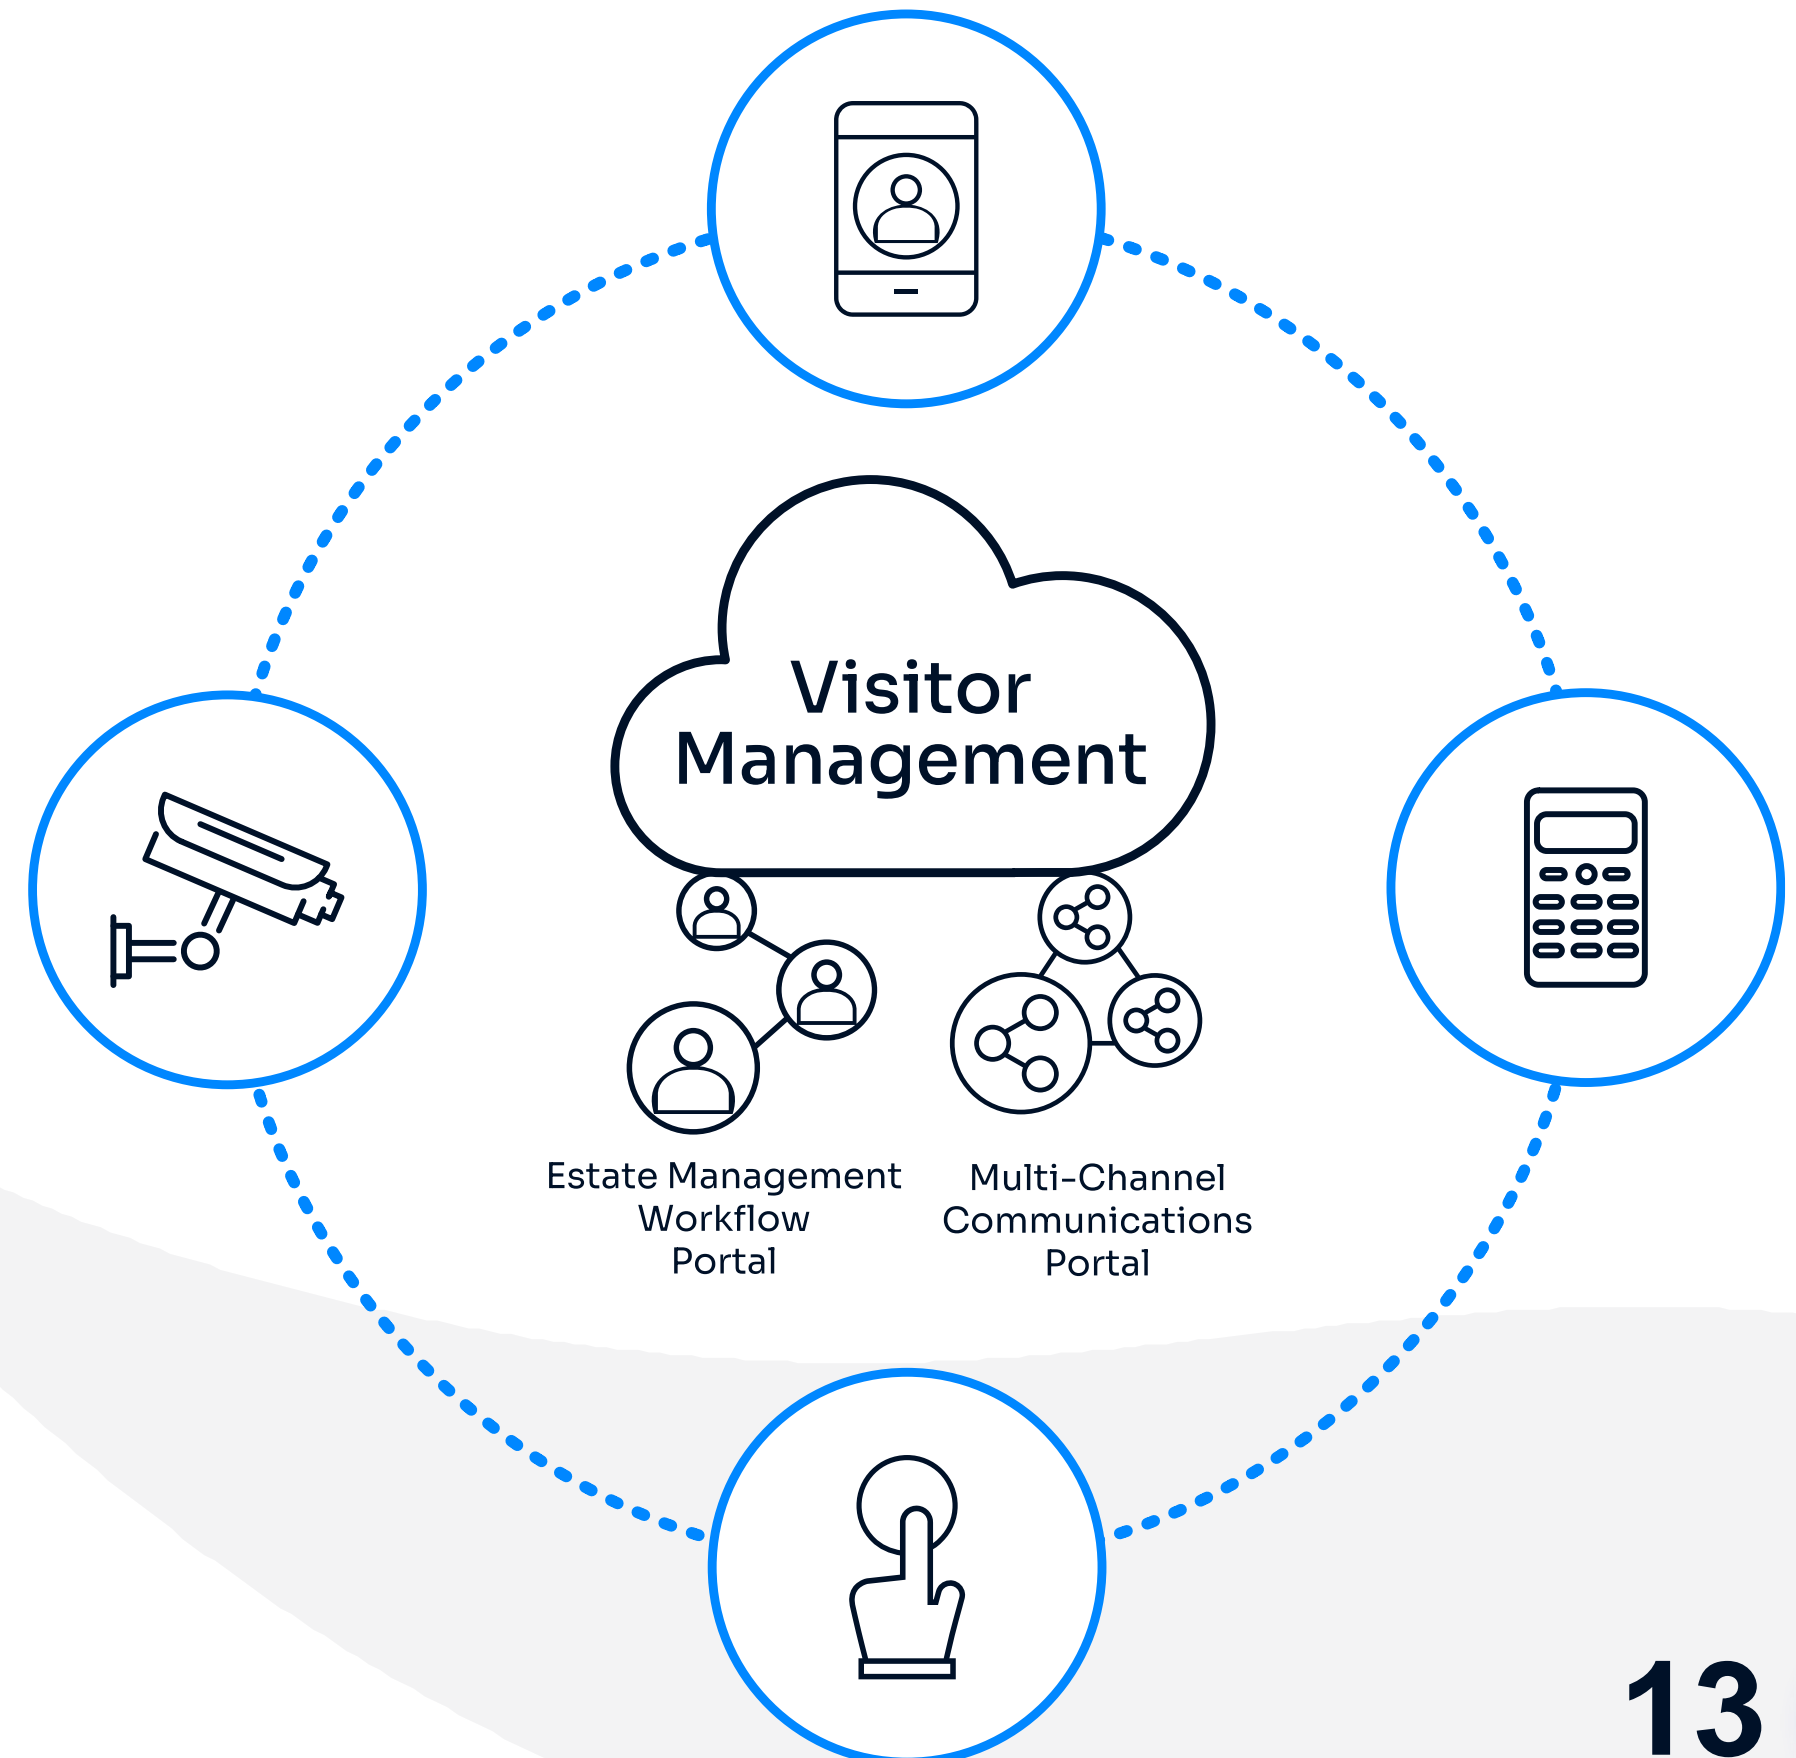 Visitor
Management
Estate Management
Workflow
Portal
Multi-Channel
Communications
Portal
13